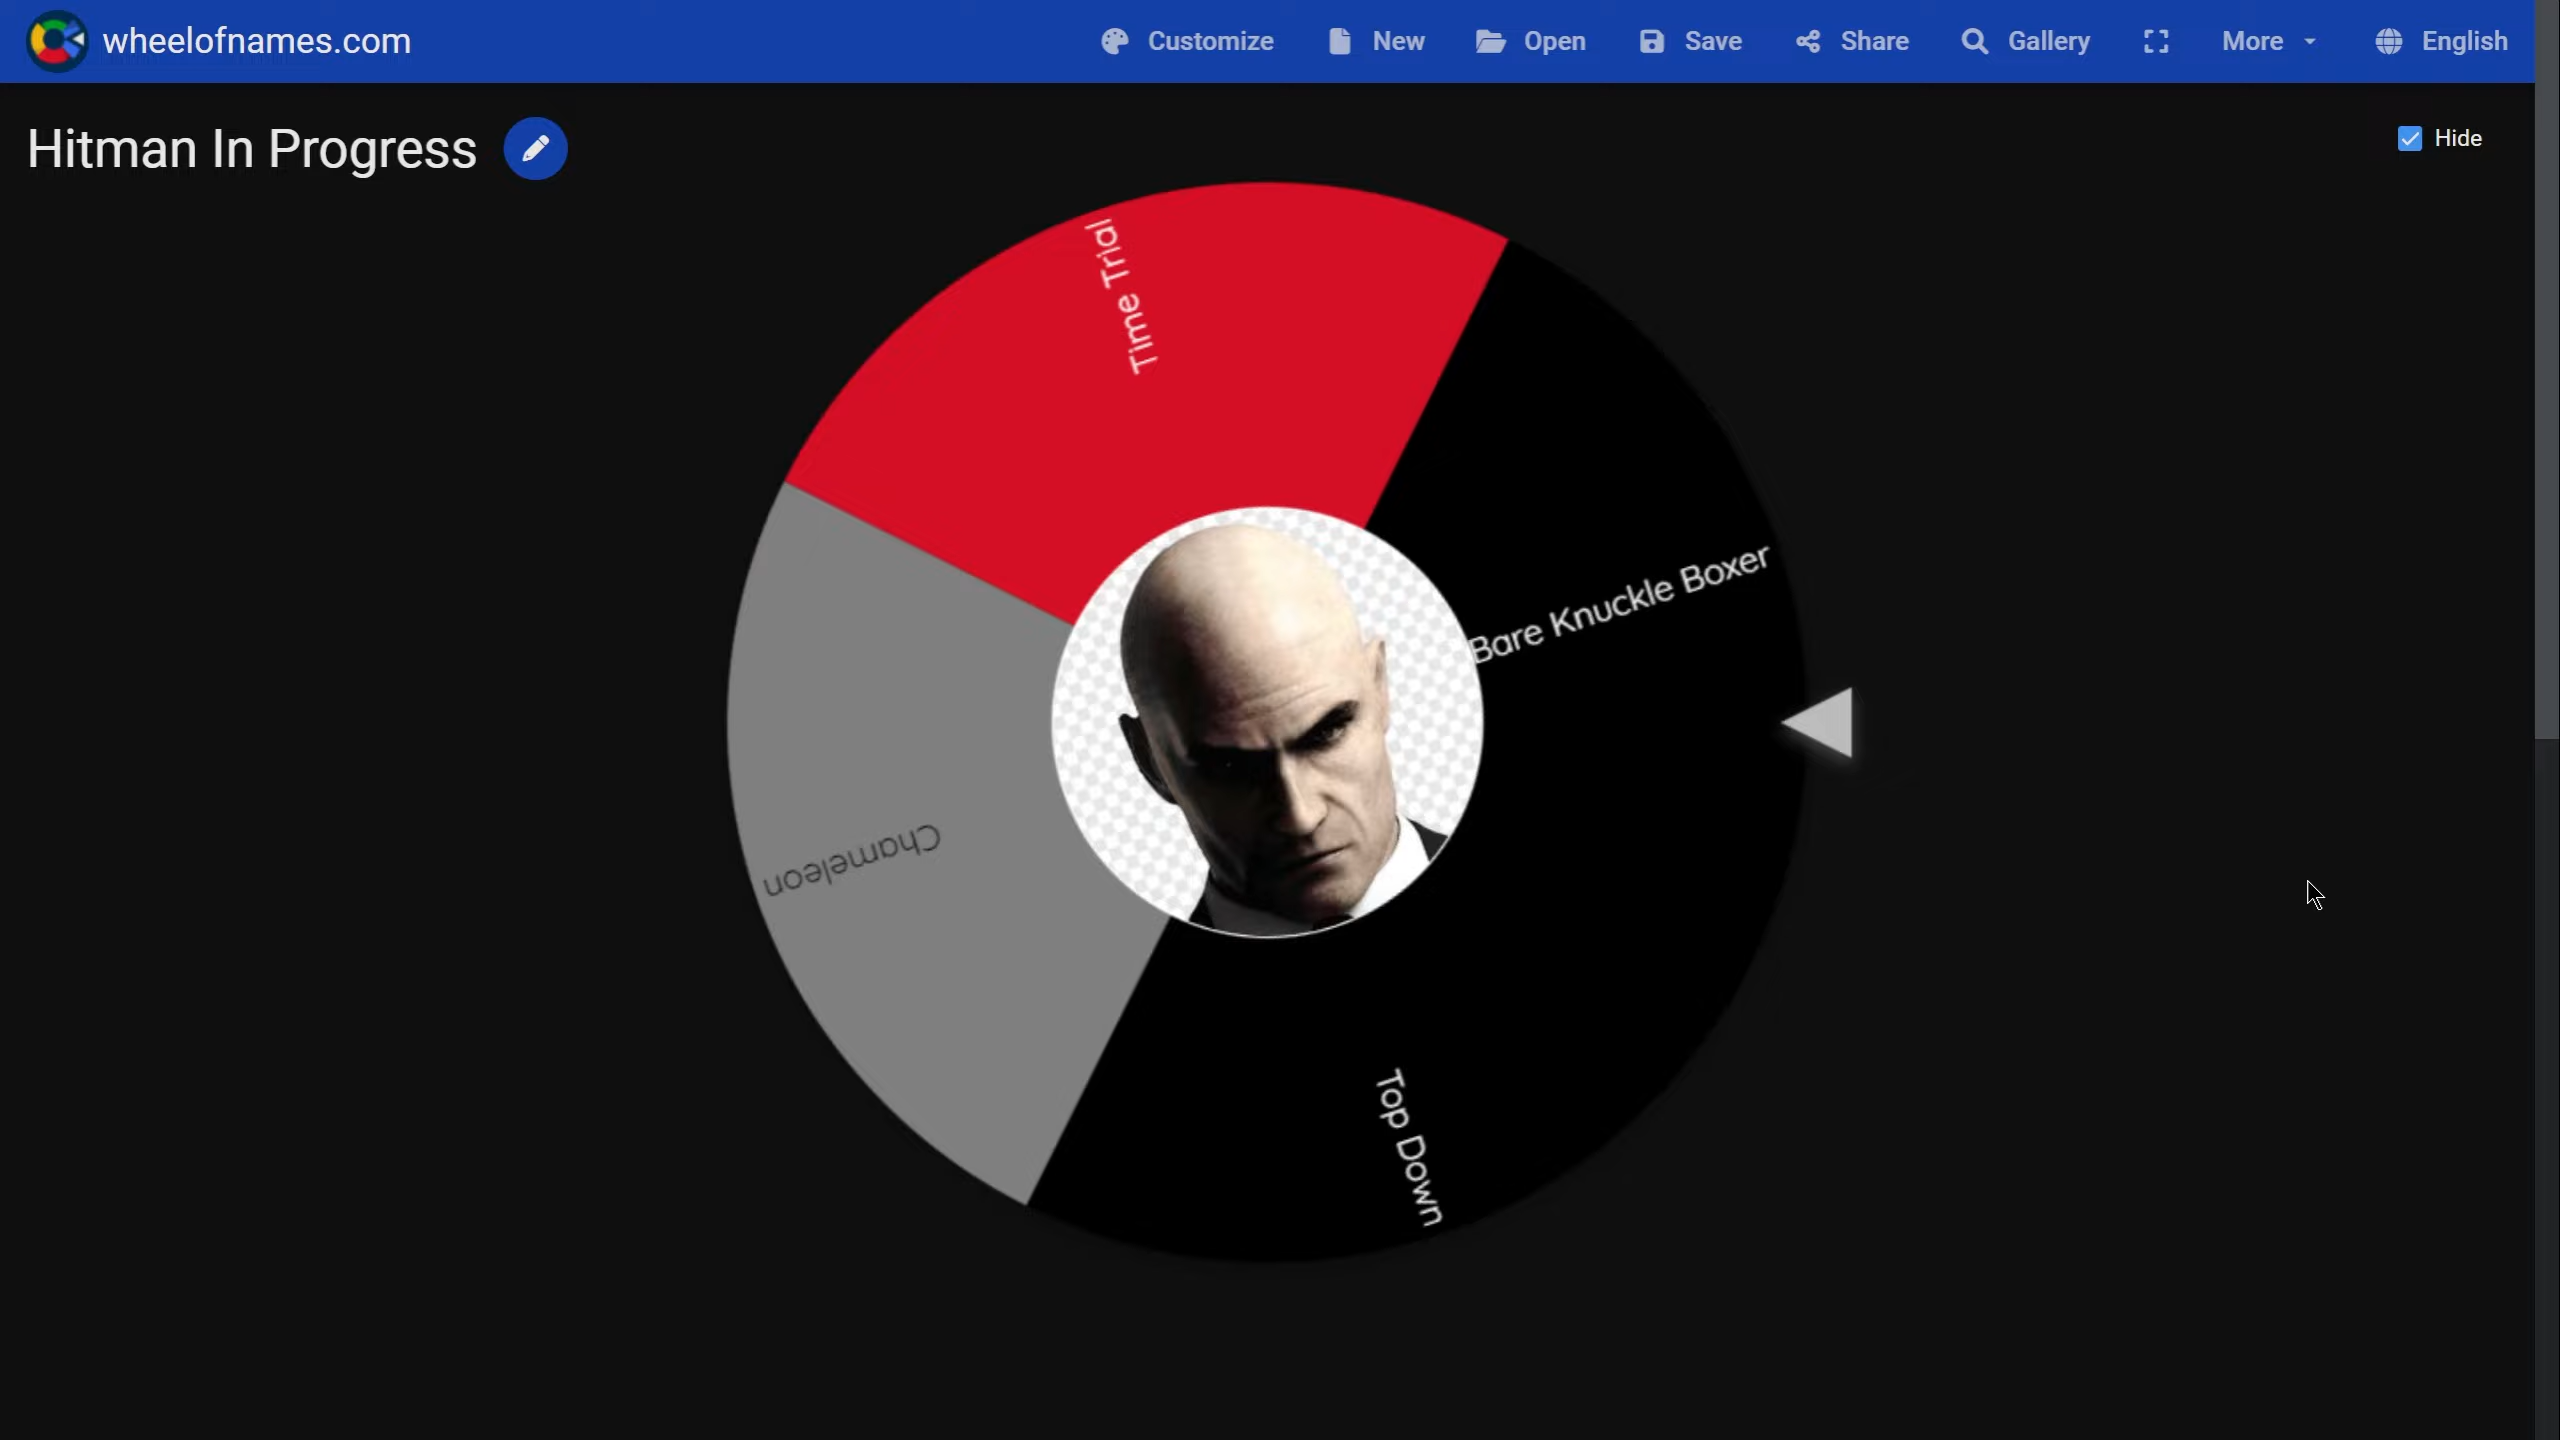 wheelofnames.com
Customize
New
Open
Save
Share
Gallery
More
English
Hitman In Progress
Hide
Time Trial
Bare Knuckle Boxer
Chameleon
Top Down